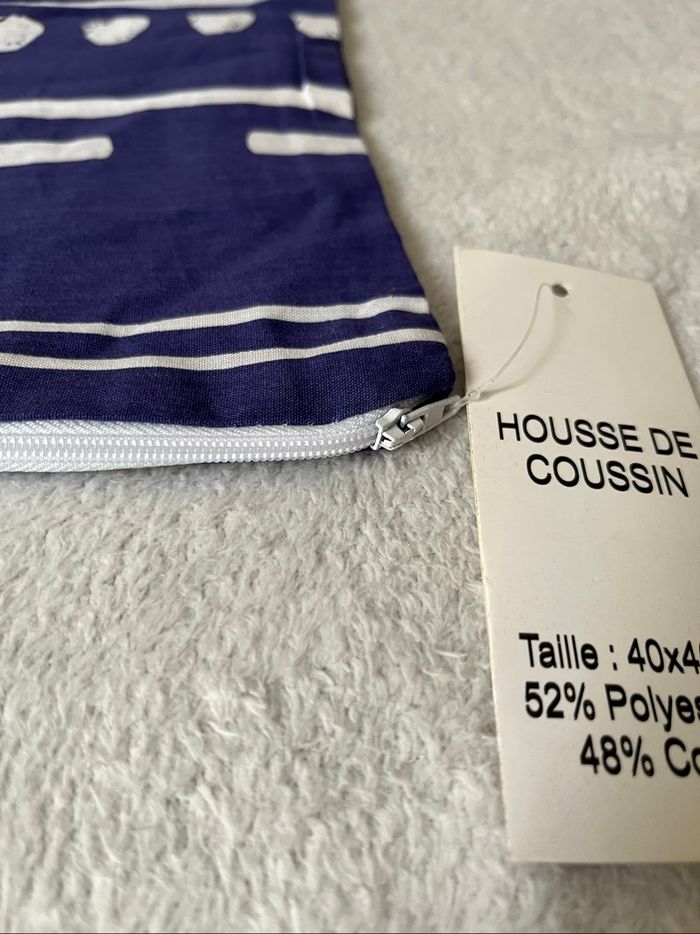 HOUSSE DE
COUSSIN
Taille : 40x4
52% Polyes
48% Co